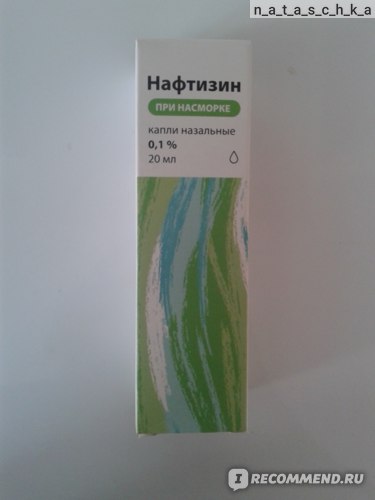 n_a_t_a_s_c_h_k_a
Нафтизин
ПРИ НАСМОРКЕ
капли назальные
0,1 %
20 мл
IRECOMMEND.RU